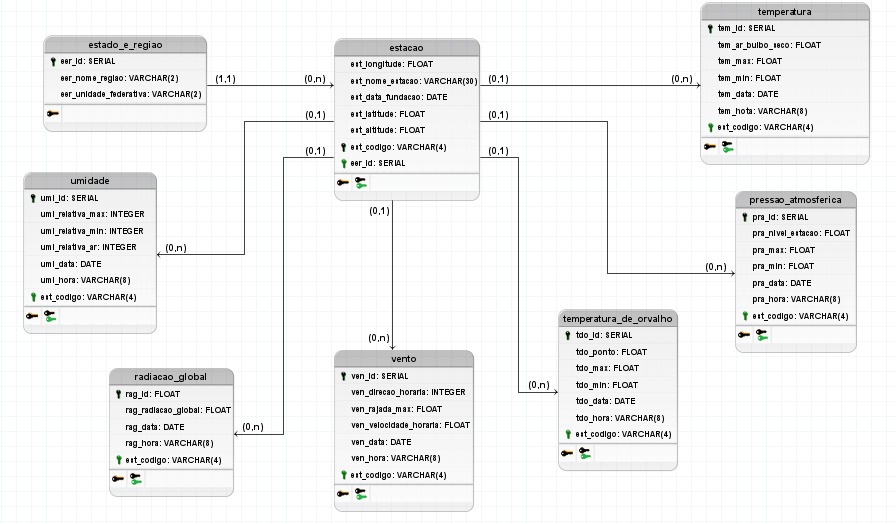 estado_e_regiao
eer_id: SERIAL
eer_nome_regiao: VARCHAR(2)
eer_unidade_federativa: VARCHAR(2)
(1,1)
(0,n)
estacao
est_longitude: FLOAT
est_nome_estacao: VARCHAR(30)
est_data_fundacao: DATE
est_latitude: FLOAT
est_altitude: FLOAT
est_codigo: VARCHAR(4)
eer_id: SERIAL
(0,1)
(0,n)
temperatura
tem_id: SERIAL
tem_ar_bulbo_seco: FLOAT
tem_max: FLOAT
tem_min: FLOAT
tem_data: DATE
tem_hota: VARCHAR(8)
est_codigo: VARCHAR(4)
(0,1)
(0,1)
(0,1)
(0,1)
umidade
umi_id: SERIAL
umi_relativa_max: INTEGER
umi_relativa_min: INTEGER
umi_relativa_ar: INTEGER
umi_data: DATE
umi_hora: VARCHAR(8)
est_codigo: VARCHAR(4)
(0,n)
(0,1)
(0,n)
pressao_atmosferica
pra_id: SERIAL
pra_nivel_estacao: FLOAT
pra_max: FLOAT
pra_min: FLOAT
pra_data: DATE
pra_hora: VARCHAR(8)
est_codigo: VARCHAR(4)
temperatura_de_orvalho
tdo_id: SERIAL
tdo_ponto: FLOAT
tdo_max: FLOAT
tdo_min: FLOAT
tdo_data: DATE
tdo_hora: VARCHAR(8)
est_codigo: VARCHAR(4)
(0,n)
(0,n)
vento
ven_id: SERIAL
ven_direcao_horaria: INTEGER
ven_rajada_max: FLOAT
ven_velocidade_horaria: FLOAT
ven_data: DATE
ven_hora: VARCHAR(8)
est_codigo: VARCHAR(4)
radiacao_global
rag_id: FLOAT
rag_radiacao_global: FLOAT
rag_data: DATE
rag_hora: VARCHAR(8)
est_codigo: VARCHAR(4)
(0,n)